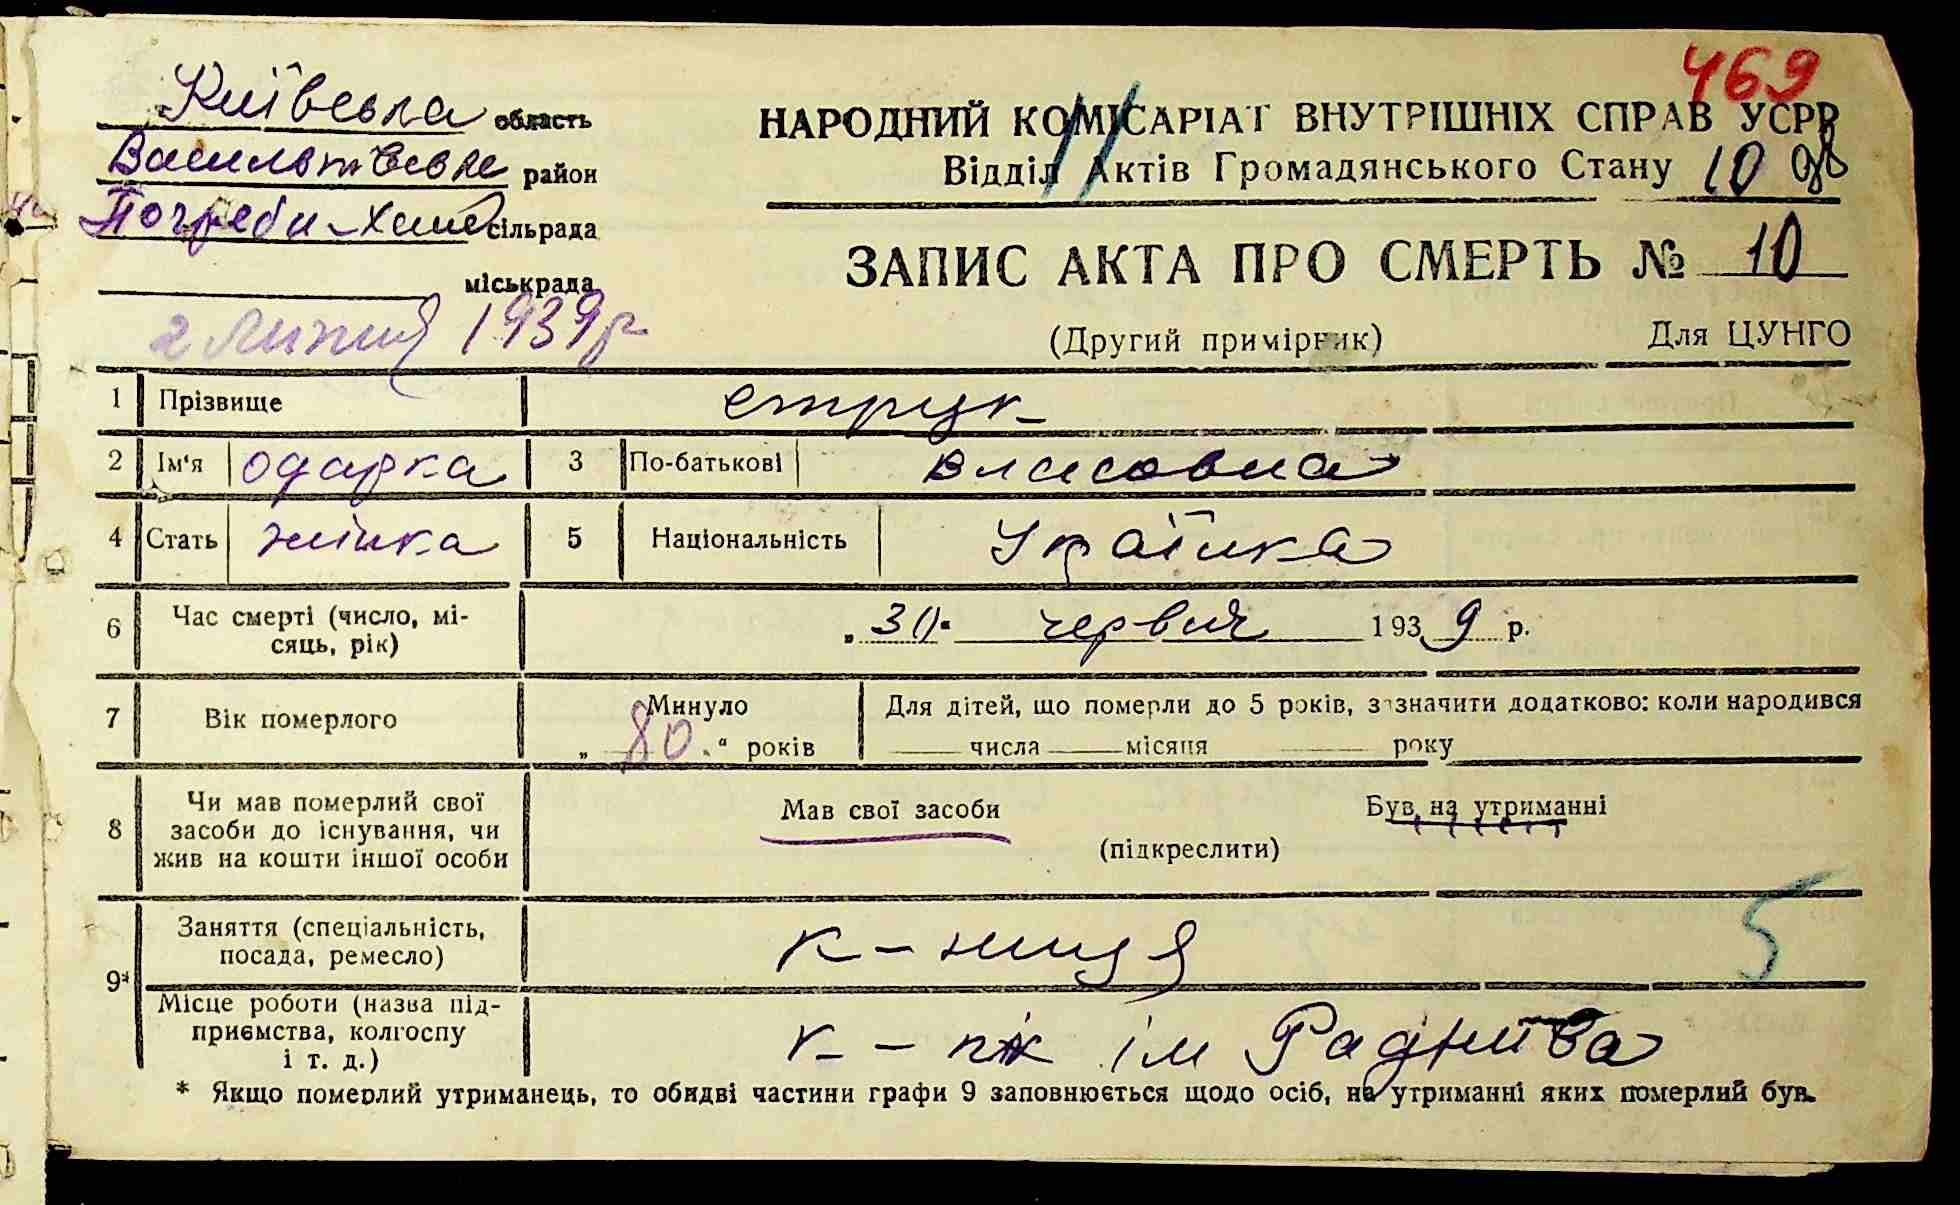 469
Київська область
НАРОДНИЙ КОМІСАРІАТ ВНУТРІШНІХ СПРАВ УСРР
Васильківське район
Відділ Актів Громадянського Стану 10
Погреби сільрада
ЗАПИС АКТА ПРО СМЕРТЬ № 10
міськрада
2 липня 1939 р
(Другий примірник) Для ЦУНГО
1 Прізвище струк
2 Ім‘я одарка 3 По-батькові власовна
4 Стать жінка 5 Національність Українка
6 Час смерті (число, мі-
сяць, рік)
„30“ червня 1939 р.
7 Вік померлого Минуло
„80“ років
Для дітей, що померли до 5 років, зазначити додатково: коли народився
числа місяця року
8 Чи мав померлий свої
засоби до існування, чи
жив на кошти іншої особи
Мав свої засоби Був на утриманні
(підкреслити)
9*
Заняття (спеціальність,
посада, ремесло)
к-ниця 5
Місце роботи (назва під-
приємства, колгоспу
і т. д.)
к- ім
* Якщо померлий утриманець, то обидві частини графи 9 заповнюється щодо осіб, на утриманні яких померлий був.